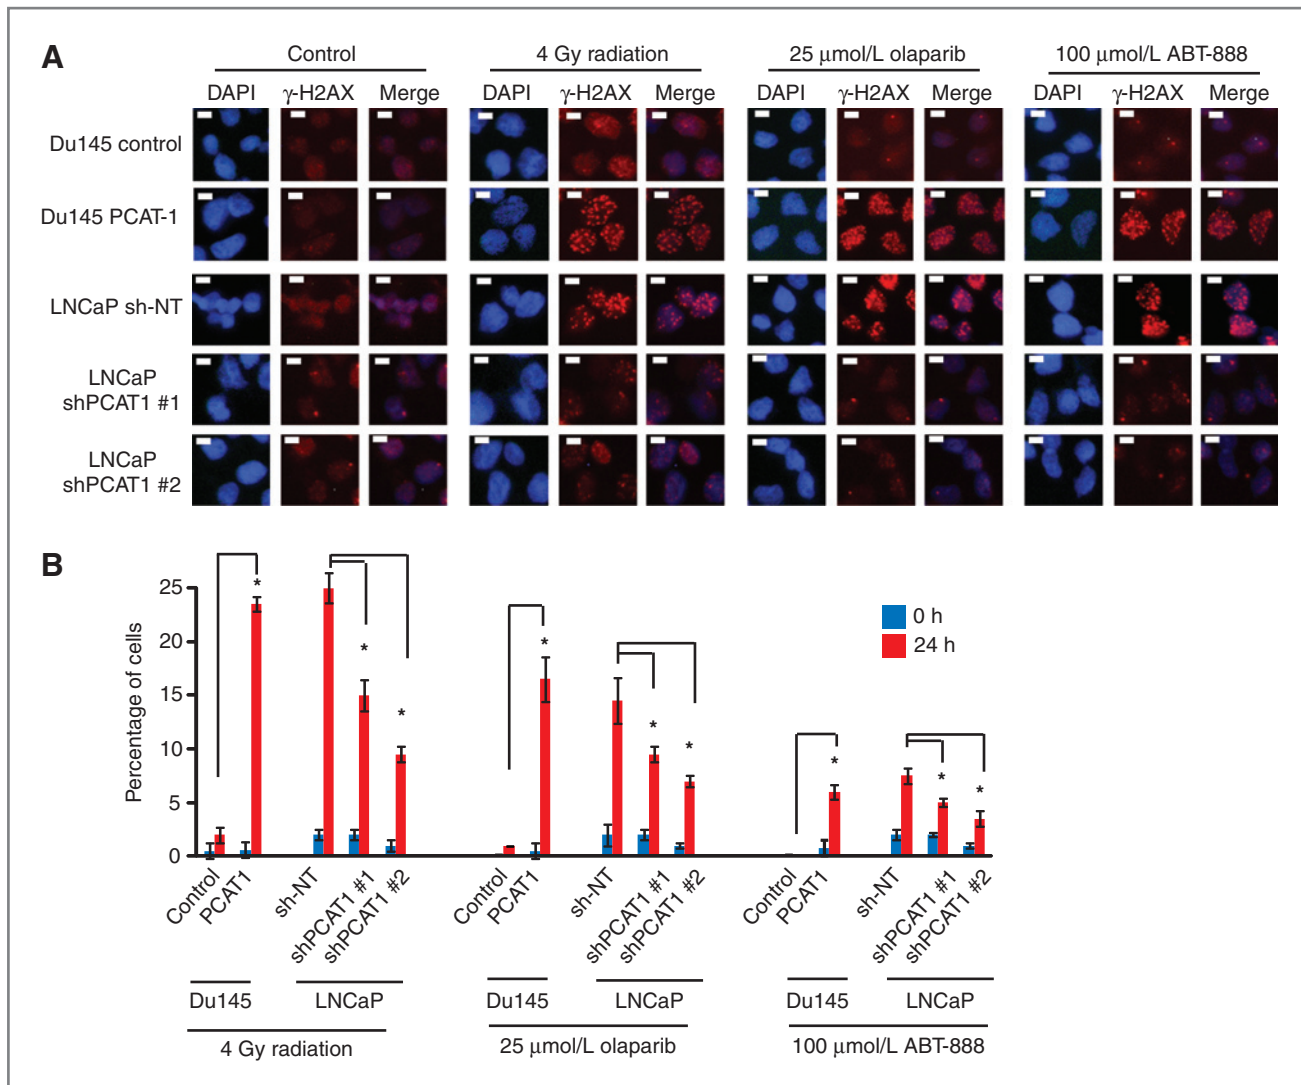 A
Control
4 Gy radiation
25 μmol/L olaparib
100 μmol/L ABT-888
DAPI γ-H2AX Merge DAPI γ-H2AX Merge DAPI γ-H2AX Merge DAPI γ-H2AX Merge
Du145 control
Du145 PCAT-1
LNCaP sh-NT
LNCaP
shPCAT1 #1
LNCaP
shPCAT1 #2
B
Percentage of cells
25
20
15
10
5
0
* * * * * * * * *
0 h
24 h
Control PCAT1 sh-NT shPCAT1 #1 shPCAT1 #2 Control PCAT1 sh-NT shPCAT1 #1 shPCAT1 #2 Control PCAT1 sh-NT shPCAT1 #1 shPCAT1 #2
Du145 LNCaP Du145 LNCaP Du145 LNCaP
4 Gy radiation 25 μmol/L olaparib 100 μmol/L ABT-888